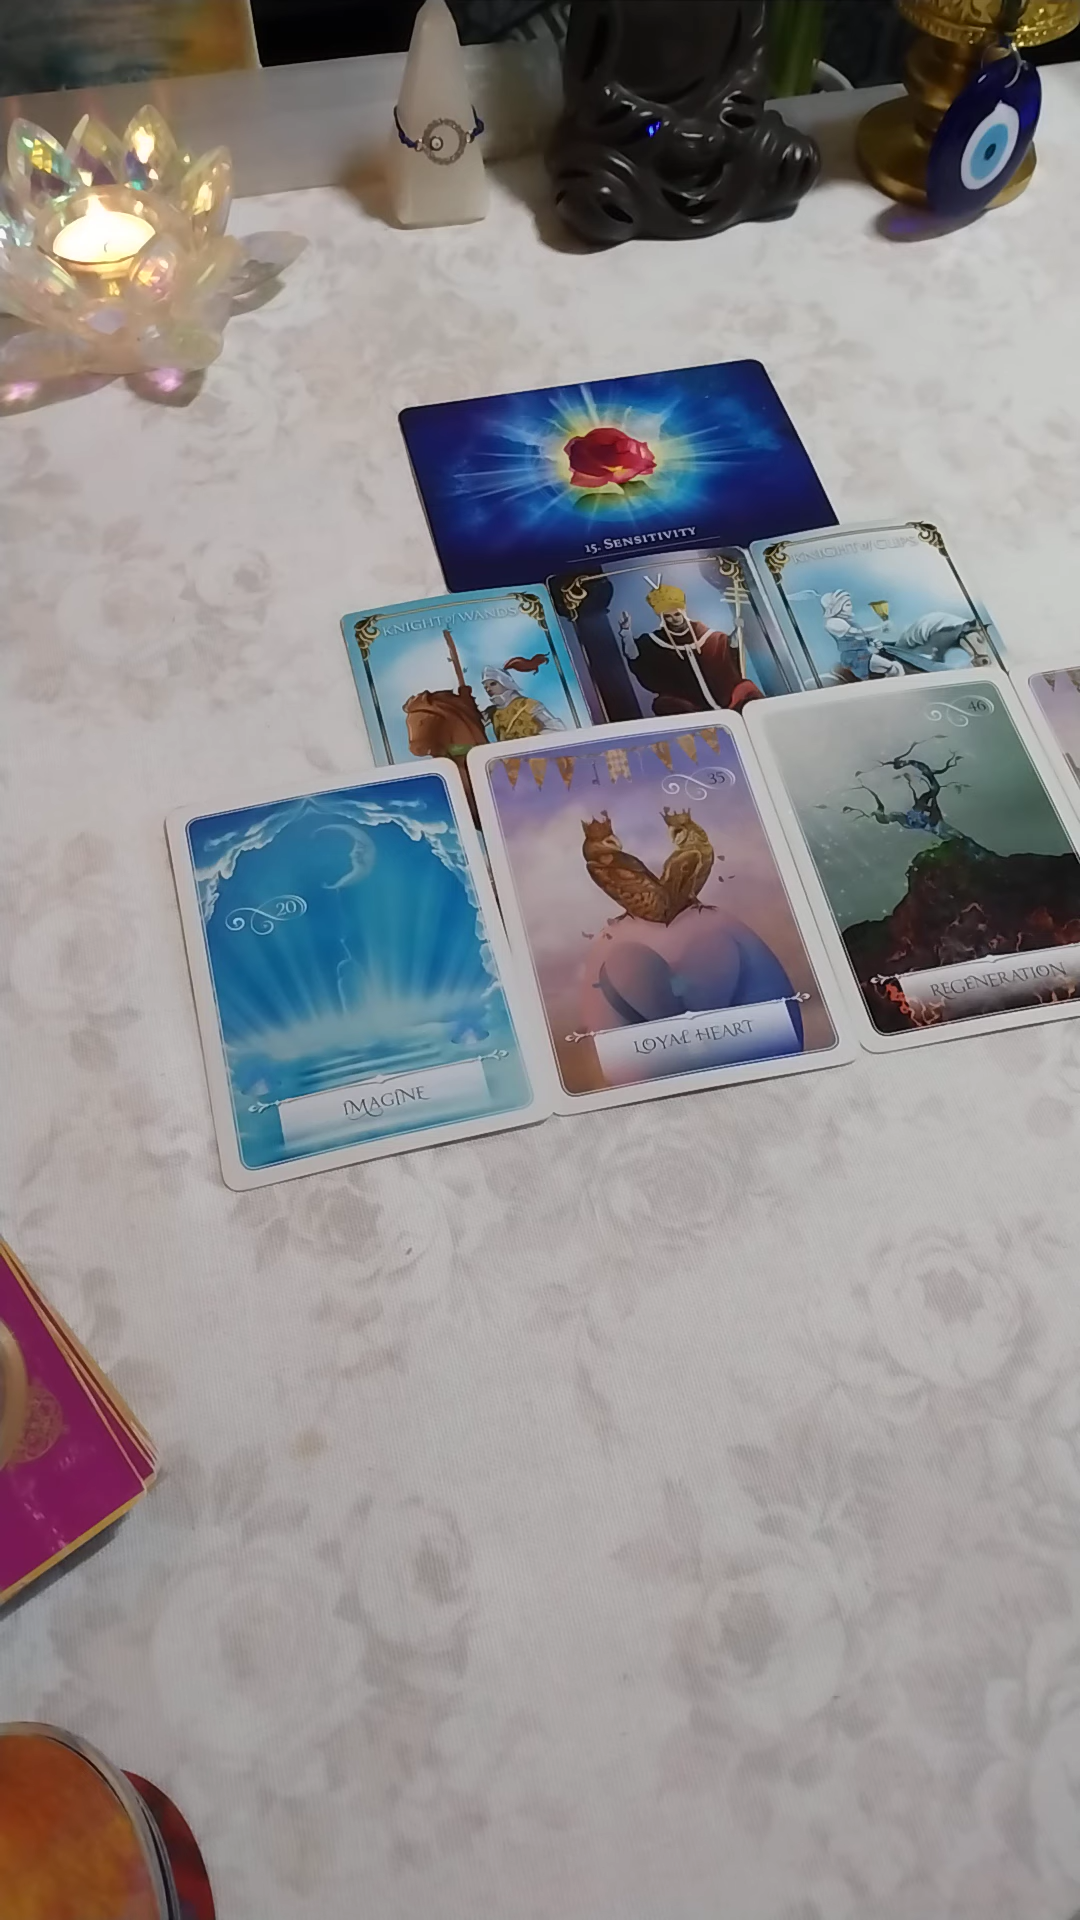 15. SENSITIVITY
KNIGHT of WANDS
V
KNIGHT of CUPS
20
IMAGINE
35
LOYAL HEART
46
REGENERATION